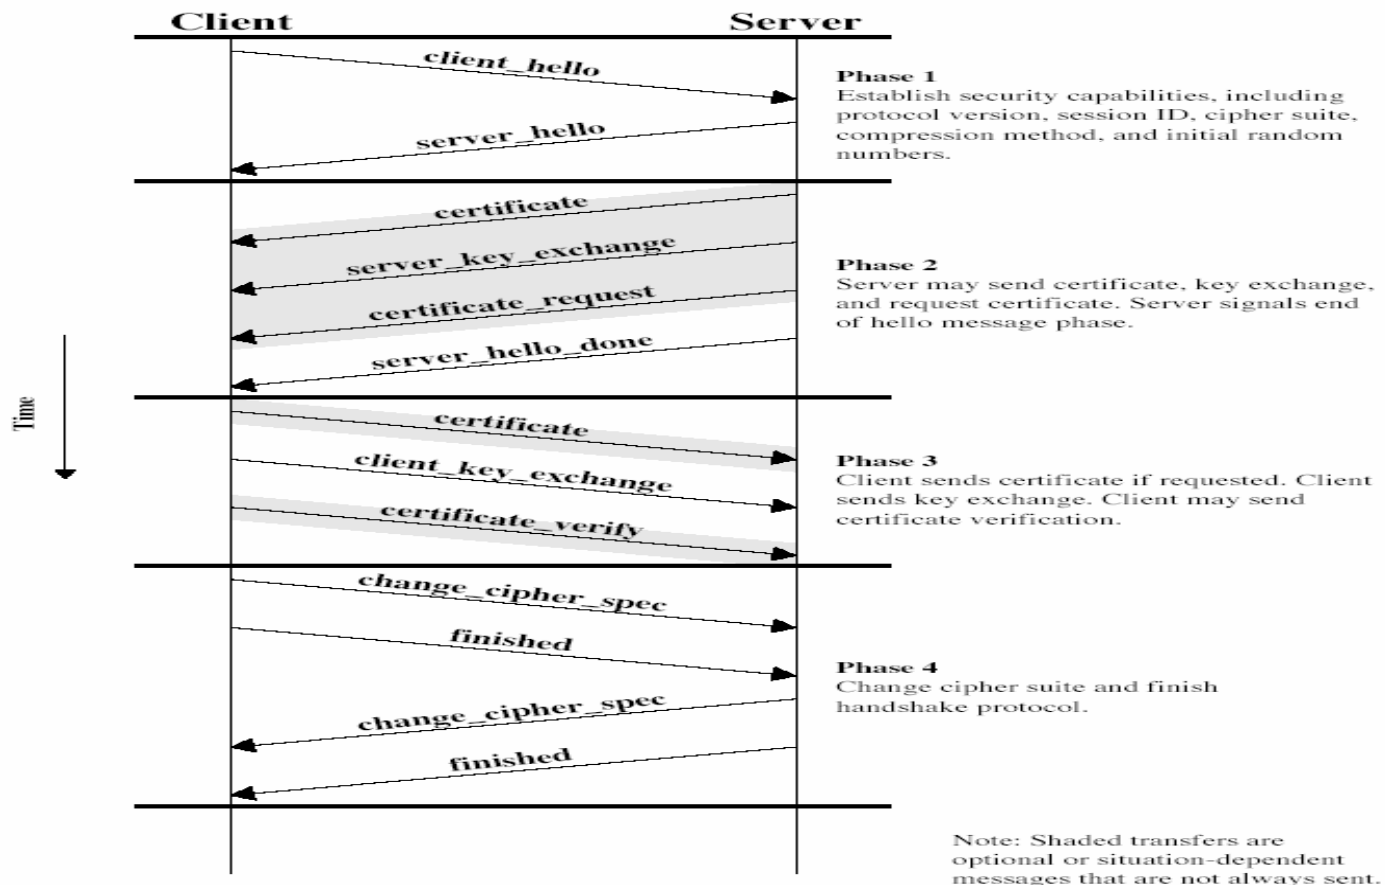 Client Server
client_hello
Phase 1
Establish security capabilities, including
protocol version, session ID, cipher suite,
compression method, and initial random
numbers.
server_hello
certificate
server_key_exchange
certificate_request
server_hello_done
Phase 2
Server may send certificate, key exchange,
and request certificate. Server signals end
of hello message phase.
Time
certificate
client_key_exchange
certificate_verify
Phase 3
Client sends certificate if requested. Client
sends key exchange. Client may send
certificate verification.
change_cipher_spec
finished
change_cipher_spec
finished
Phase 4
Change cipher suite and finish
handshake protocol.
Note: Shaded transfers are
optional or situation-dependent
messages that are not always sent.